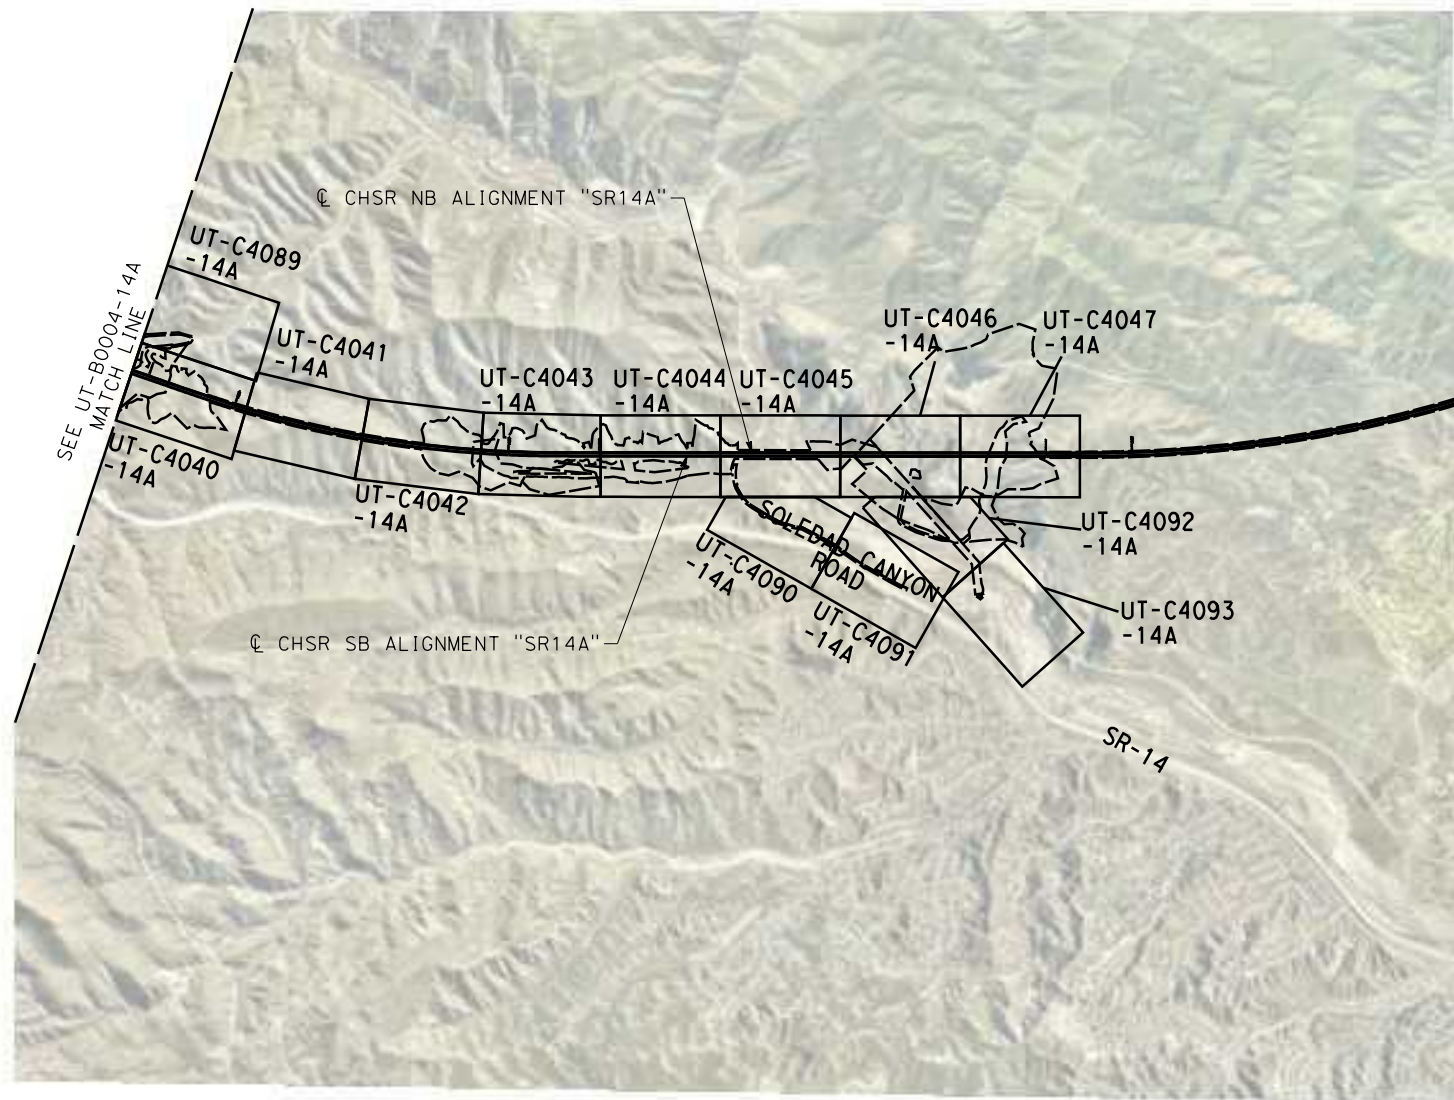 ℄ CHSR NB ALIGNMENT "SR14A"
UT-C4089
-14A
SEE UT-B0004-14A
MATCH LINE
UT-C4041
-14A
UT-C4046
-14A
UT-C4047
-14A
UT-C4043
-14A
UT-C4044
-14A
UT-C4045
-14A
UT-C4040
-14A
UT-C4042
-14A
SOLEDAD CANYON
ROAD
UT-C4092
-14A
UT-C4090
-14A
UT-C4091
-14A
UT-C4093
-14A
℄ CHSR SB ALIGNMENT "SR14A"
SR-14